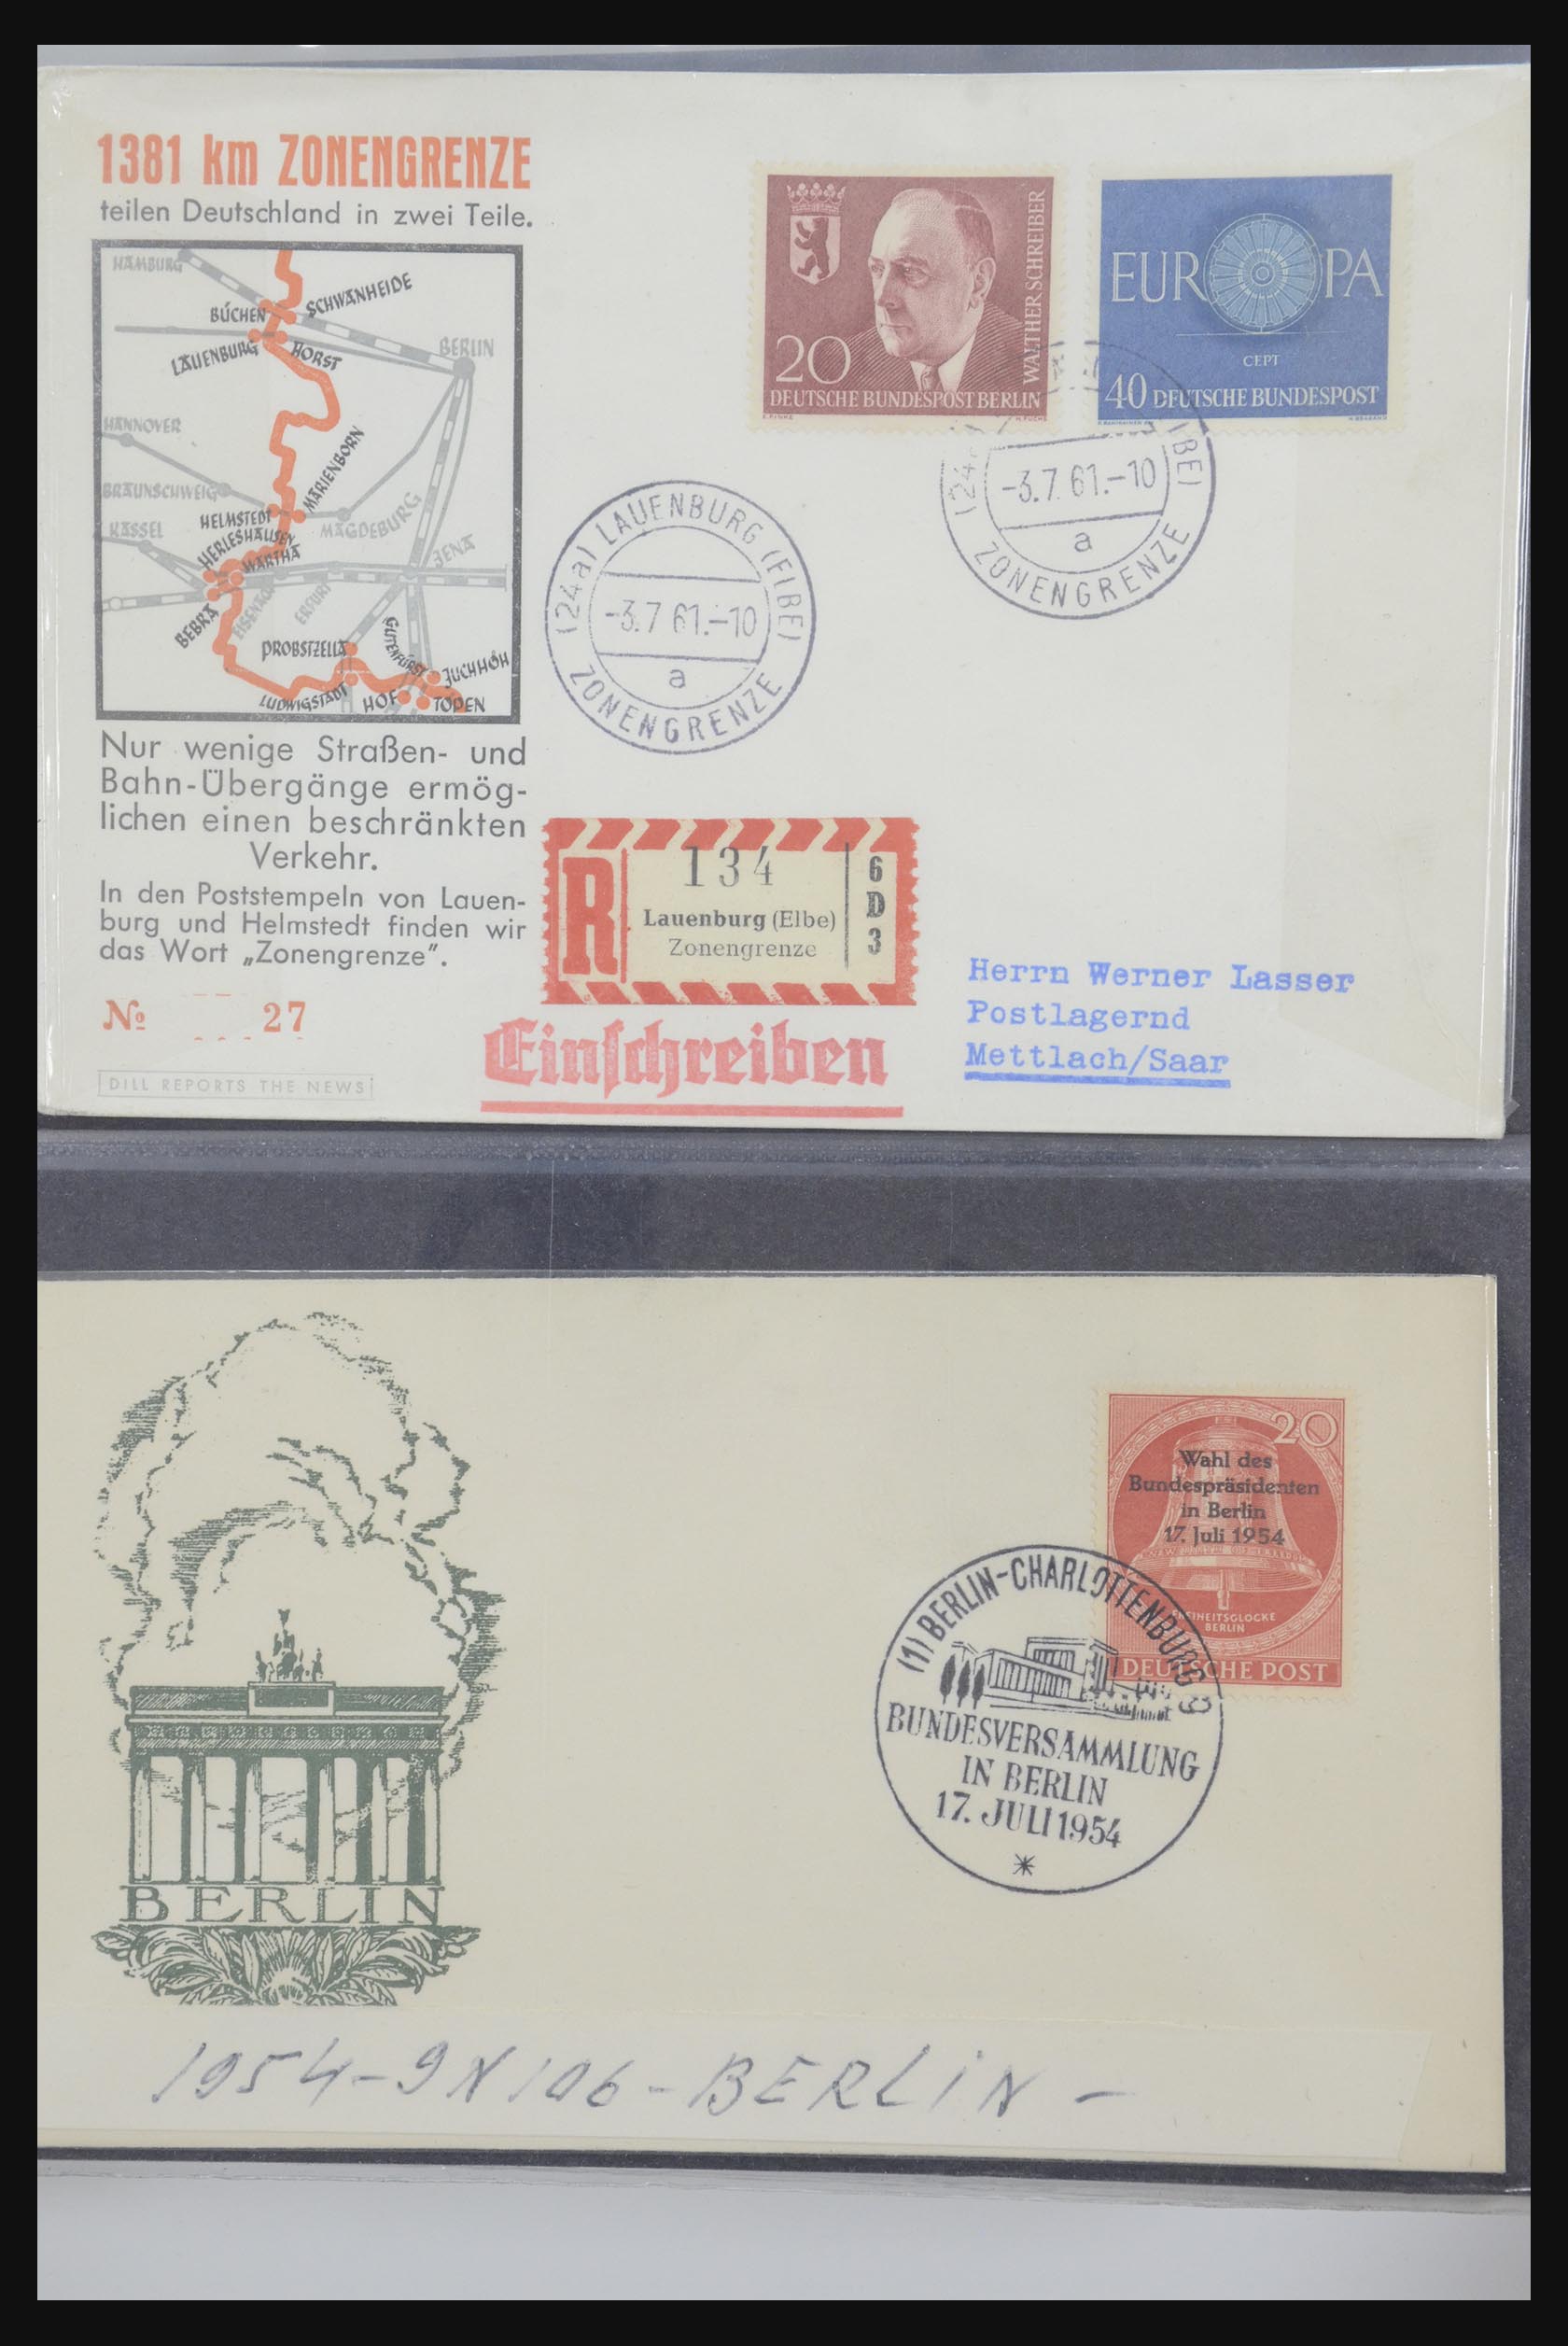 1381 km ZONENGRENZE
teilen Deutschland in zwei Teile.
HAMBURG
SCHWANHEIDE
BÜCHEN
LAUENBURG
HORST
BERLIN
HANNOVER
MARIENBORN
BRAUNSCHWEIG
HELMSTEDT
KASSEL
MAGDEBURG
HERLESHAUSEN
WARTHA
JENA
BEBRA
EISENACH
ERFURT
PROBSTZELLA
GUTENFÜRST
JUCHHÖH
LUDWIGSTADT
HOF
TÖPEN
Nur wenige Straßen- und
Bahn-Übergänge ermög-
lichen einen beschränkten
Verkehr.
In den Poststempeln von Lauen-
burg und Helmstedt finden wir
das Wort „Zonengrenze".
№ 27
DILL REPORTS THE NEWS
WALTHER SCHREIBER
20
DEUTSCHE BUNDESPOST BERLIN
EUROPA
CEPT
40 DEUTSCHE BUNDESPOST
(24a) LAUENBURG (ELBE)
-3.7.61.-10
a
ZONENGRENZE
(24a
LBE)
-3.7.61.-10
a
ZONENGRENZE
R
134
Lauenburg (Elbe)
Zonengrenze
6
D
3
Einschreiben
Herrn Werner Lasser
Postlagernd
Mettlach/Saar
20
Wahl des
Bundespräsidenten
in Berlin
17. Juli 1954
FREIHEITSGLOCKE
BERLIN
DEUTSCHE POST
(1) BERLIN-CHARLOTTENBURG 9
BUNDESVERSAMMLUNG
IN BERLIN
17. JULI 1954
BERLIN
1954-9N106-BERLIN-